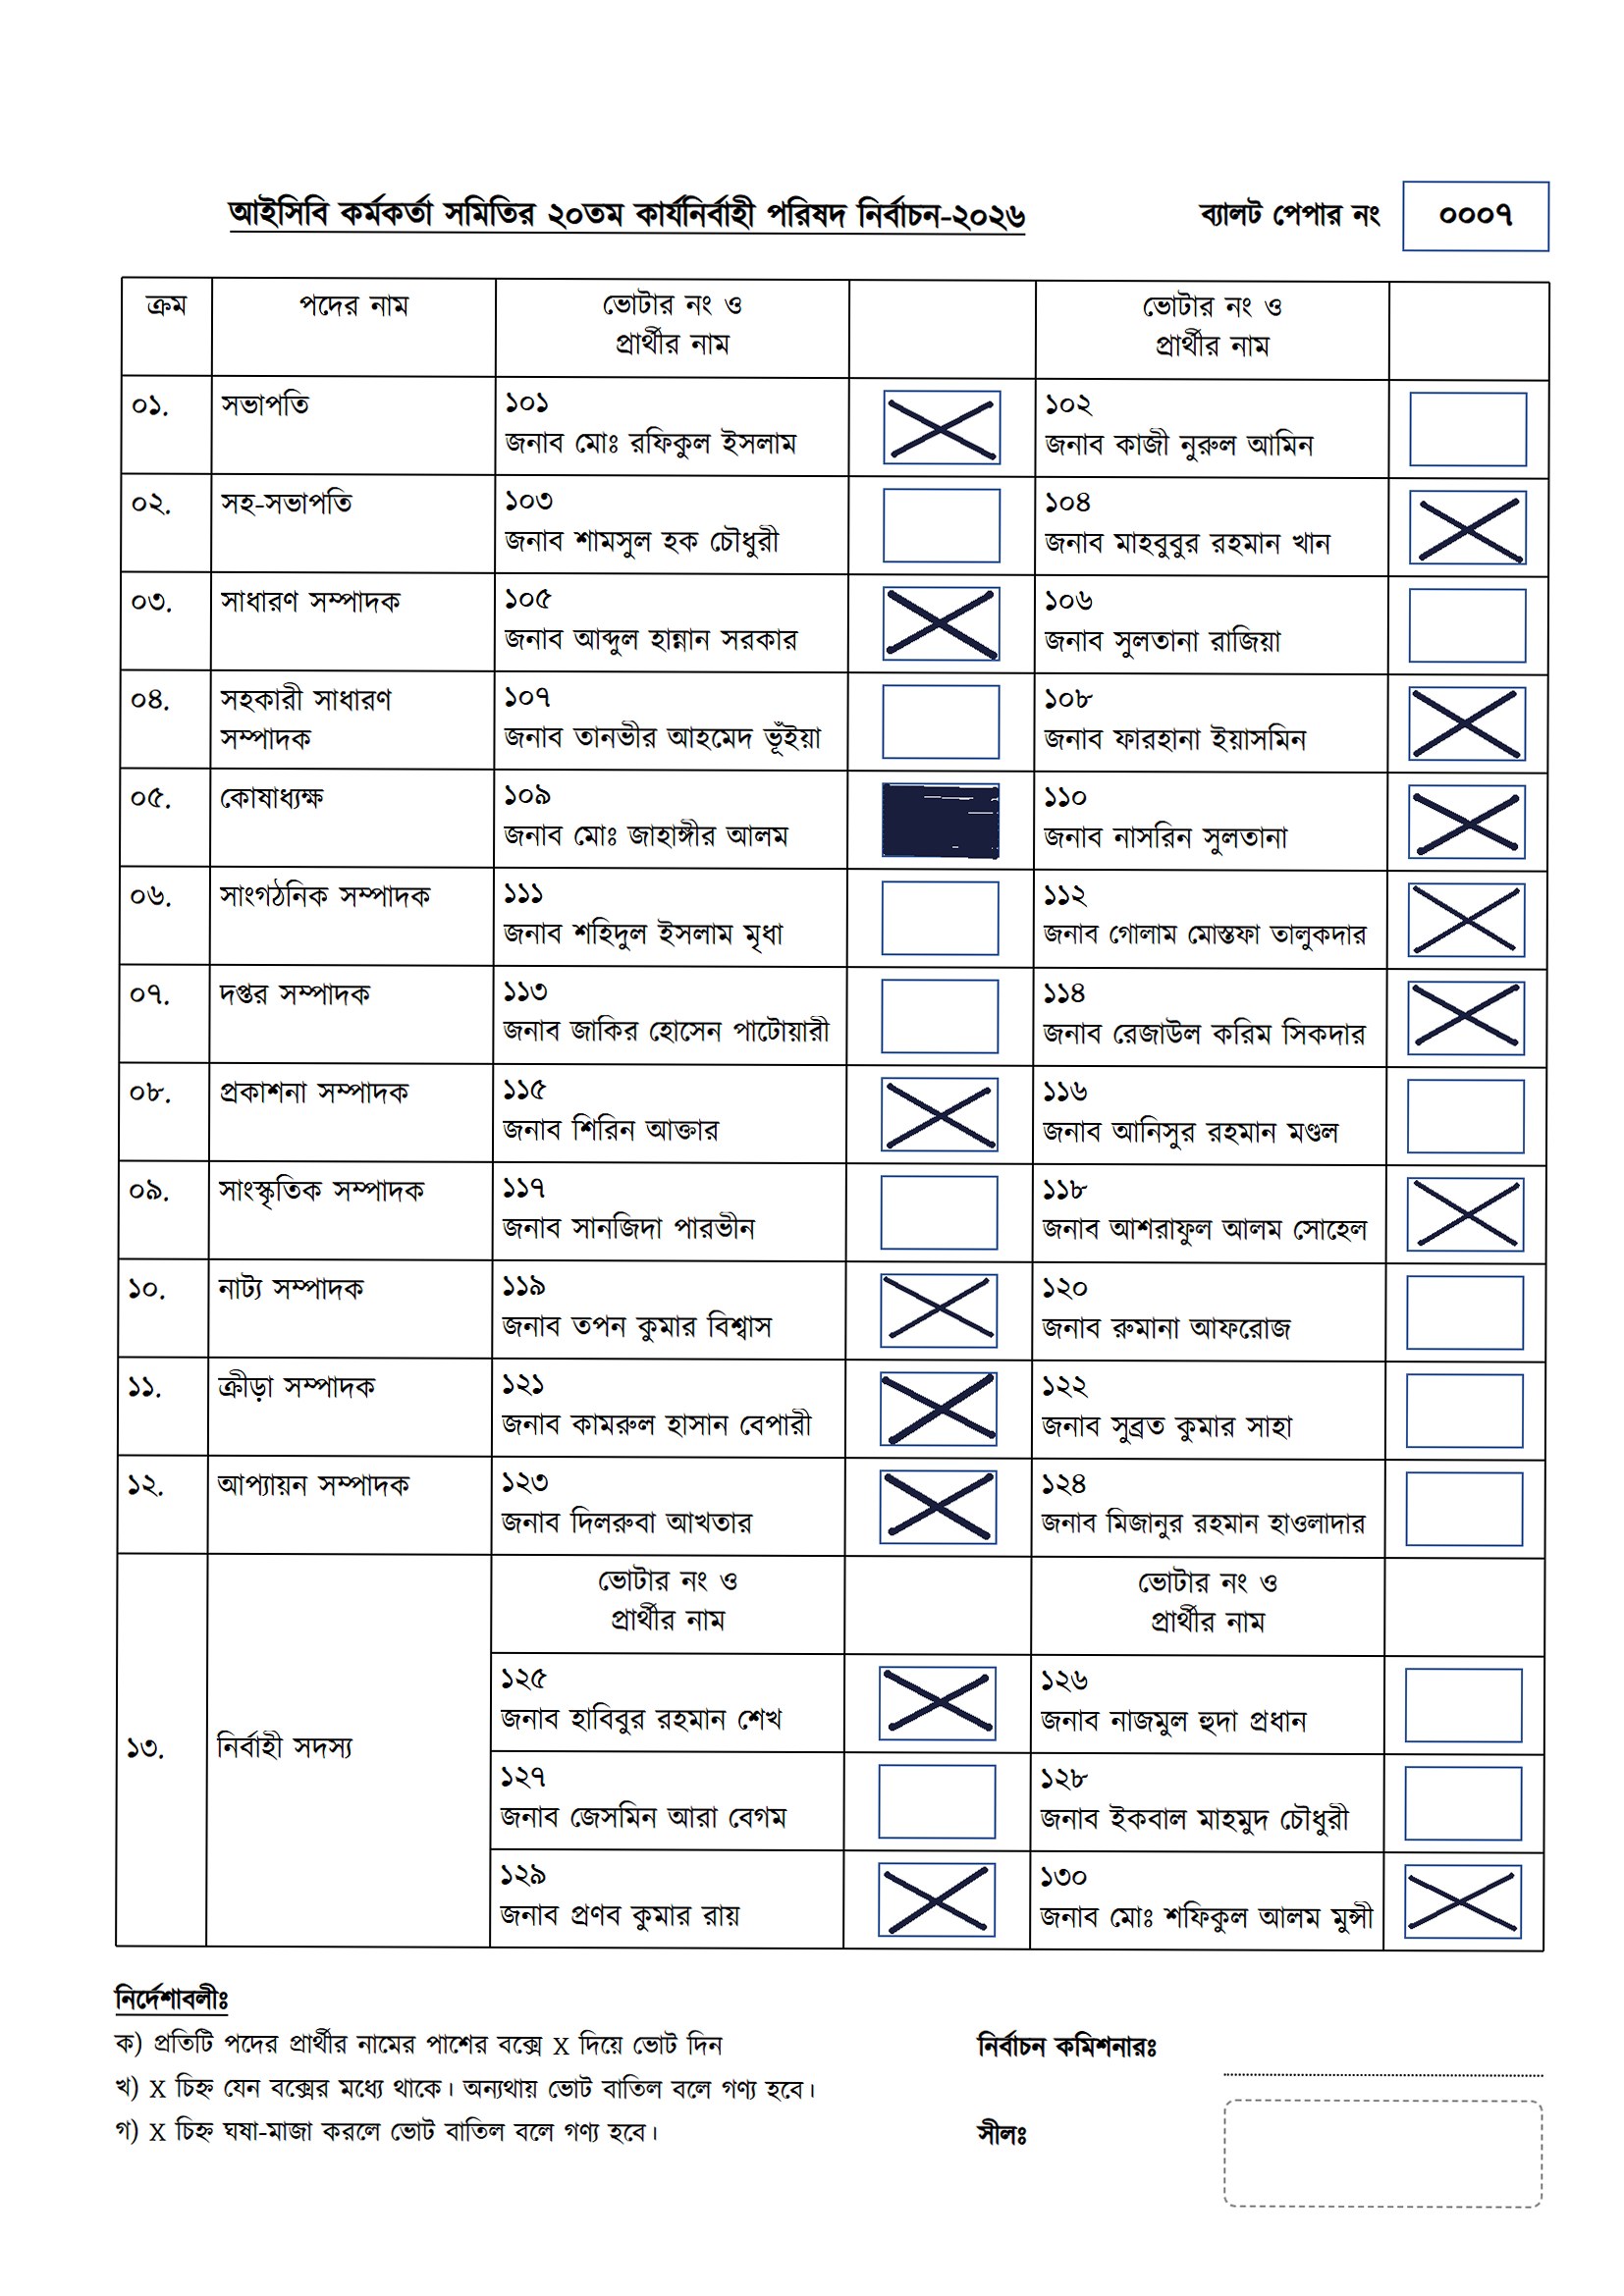 আইসিবি কর্মকর্তা সমিতির ২০তম কার্যনির্বাহী পরিষদ নির্বাচন-২০২৬ ব্যালট পেপার নং ০০০৭
ক্রম পদের নাম ভোটার নং ও ভোটার নং ও
প্রার্থীর নাম প্রার্থীর নাম
০১. সভাপতি ১০১ ১০২
জনাব মোঃ রফিকুল ইসলাম জনাব কাজী নুরুল আমিন
০২. সহ-সভাপতি ১০৩ ১০৪
জনাব শামসুল হক চৌধুরী জনাব মাহবুবুর রহমান খান
০৩. সাধারণ সম্পাদক ১০৫ ১০৬
জনাব আব্দুল হান্নান সরকার জনাব সুলতানা রাজিয়া
০৪. সহকারী সাধারণ ১০৭ ১০৮
সম্পাদক জনাব তানভীর আহমেদ ভূঁইয়া জনাব ফারহানা ইয়াসমিন
০৫. কোষাধ্যক্ষ ১০৯ ১১০
জনাব মোঃ জাহাঙ্গীর আলম জনাব নাসরিন সুলতানা
০৬. সাংগঠনিক সম্পাদক ১১১ ১১২
জনাব শহিদুল ইসলাম মৃধা জনাব গোলাম মোস্তফা তালুকদার
০৭. দপ্তর সম্পাদক ১১৩ ১১৪
জনাব জাকির হোসেন পাটোয়ারী জনাব রেজাউল করিম সিকদার
০৮. প্রকাশনা সম্পাদক ১১৫ ১১৬
জনাব শিরিন আক্তার জনাব আনিসুর রহমান মণ্ডল
০৯. সাংস্কৃতিক সম্পাদক ১১৭ ১১৮
জনাব সানজিদা পারভীন জনাব আশরাফুল আলম সোহেল
১০. নাট্য সম্পাদক ১১৯ ১২০
জনাব তপন কুমার বিশ্বাস জনাব রুমানা আফরোজ
১১. ক্রীড়া সম্পাদক ১২১ ১২২
জনাব কামরুল হাসান বেপারী জনাব সুব্রত কুমার সাহা
১২. আপ্যায়ন সম্পাদক ১২৩ ১২৪
জনাব দিলরুবা আখতার জনাব মিজানুর রহমান হাওলাদার
ভোটার নং ও ভোটার নং ও
প্রার্থীর নাম প্রার্থীর নাম
১২৫ ১২৬
জনাব হাবিবুর রহমান শেখ জনাব নাজমুল হুদা প্রধান
১৩. নির্বাহী সদস্য
১২৭ ১২৮
জনাব জেসমিন আরা বেগম জনাব ইকবাল মাহমুদ চৌধুরী
১২৯ ১৩০
জনাব প্রণব কুমার রায় জনাব মোঃ শফিকুল আলম মুন্সী
নির্দেশাবলীঃ
ক) প্রতিটি পদের প্রার্থীর নামের পাশের বক্সে x দিয়ে ভোট দিন নির্বাচন কমিশনারঃ
খ) x চিহ্ন যেন বক্সের মধ্যে থাকে। অন্যথায় ভোট বাতিল বলে গণ্য হবে।
গ) x চিহ্ন ঘষা-মাজা করলে ভোট বাতিল বলে গণ্য হবে। সীলঃ